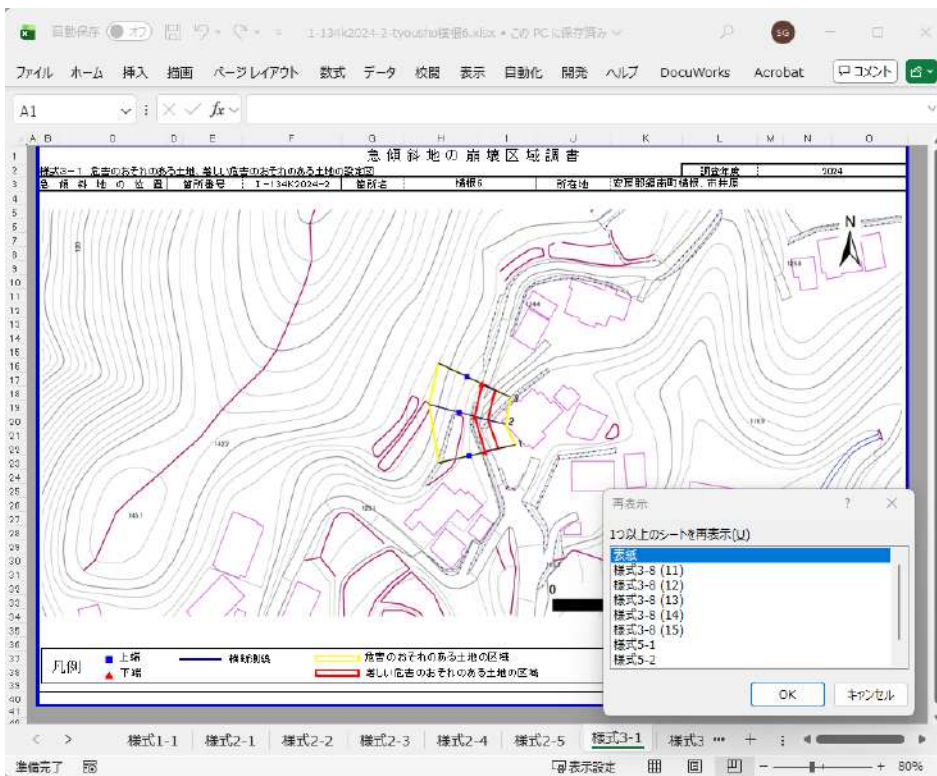 自動保存 オフ
1-134k2024-2-tyousho横根6.xlsx • この PC に保存済み
SG
ファイル ホーム 挿入 描画 ページ レイアウト 数式 データ 校閲 表示 自動化 開発 ヘルプ DocuWorks Acrobat コメント
A1 fx
A B C D E F G H I J K L M N O
急傾斜地の崩壊区域調書
様式3-1 危害のおそれのある土地、著しい危害のおそれのある土地の設定図 調査年度 2024
急傾斜地の位置 箇所番号 I-134K2024-2 箇所名 横根6 所在地 安房郡鋸南町横根、市井原
N
3
2
1
0
再表示 ? ×
1つ以上のシートを再表示(U)
表紙
様式3-8 (11)
様式3-8 (12)
様式3-8 (13)
様式3-8 (14)
様式3-8 (15)
様式5-1
様式5-2
OK キャンセル
凡例
上端 横断測線 危害のおそれのある土地の区域
下端 著しい危害のおそれのある土地の区域
様式1-1 様式2-1 様式2-2 様式2-3 様式2-4 様式2-5 様式3-1 様式3 ...
準備完了 表示設定 80%